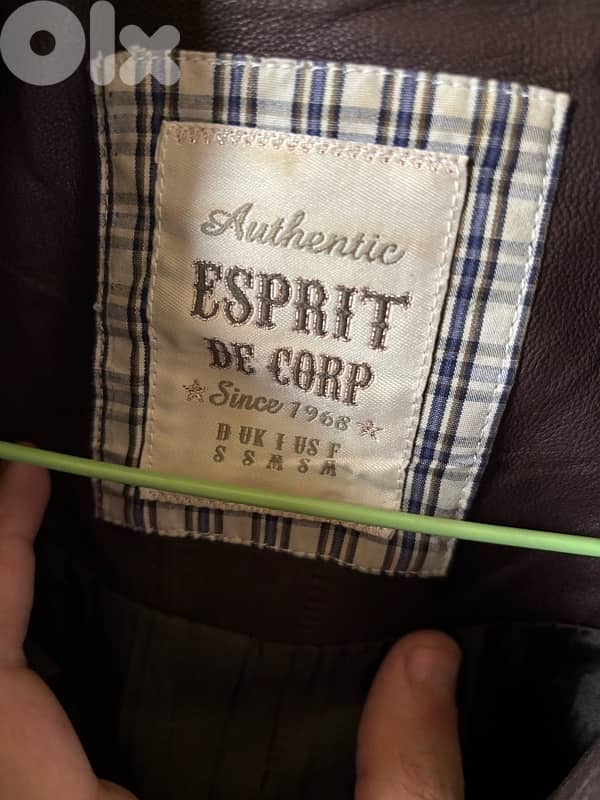 olx
Authentic
ESPRIT
DE CORP
Since 1968
D UK I US F
S S M S M